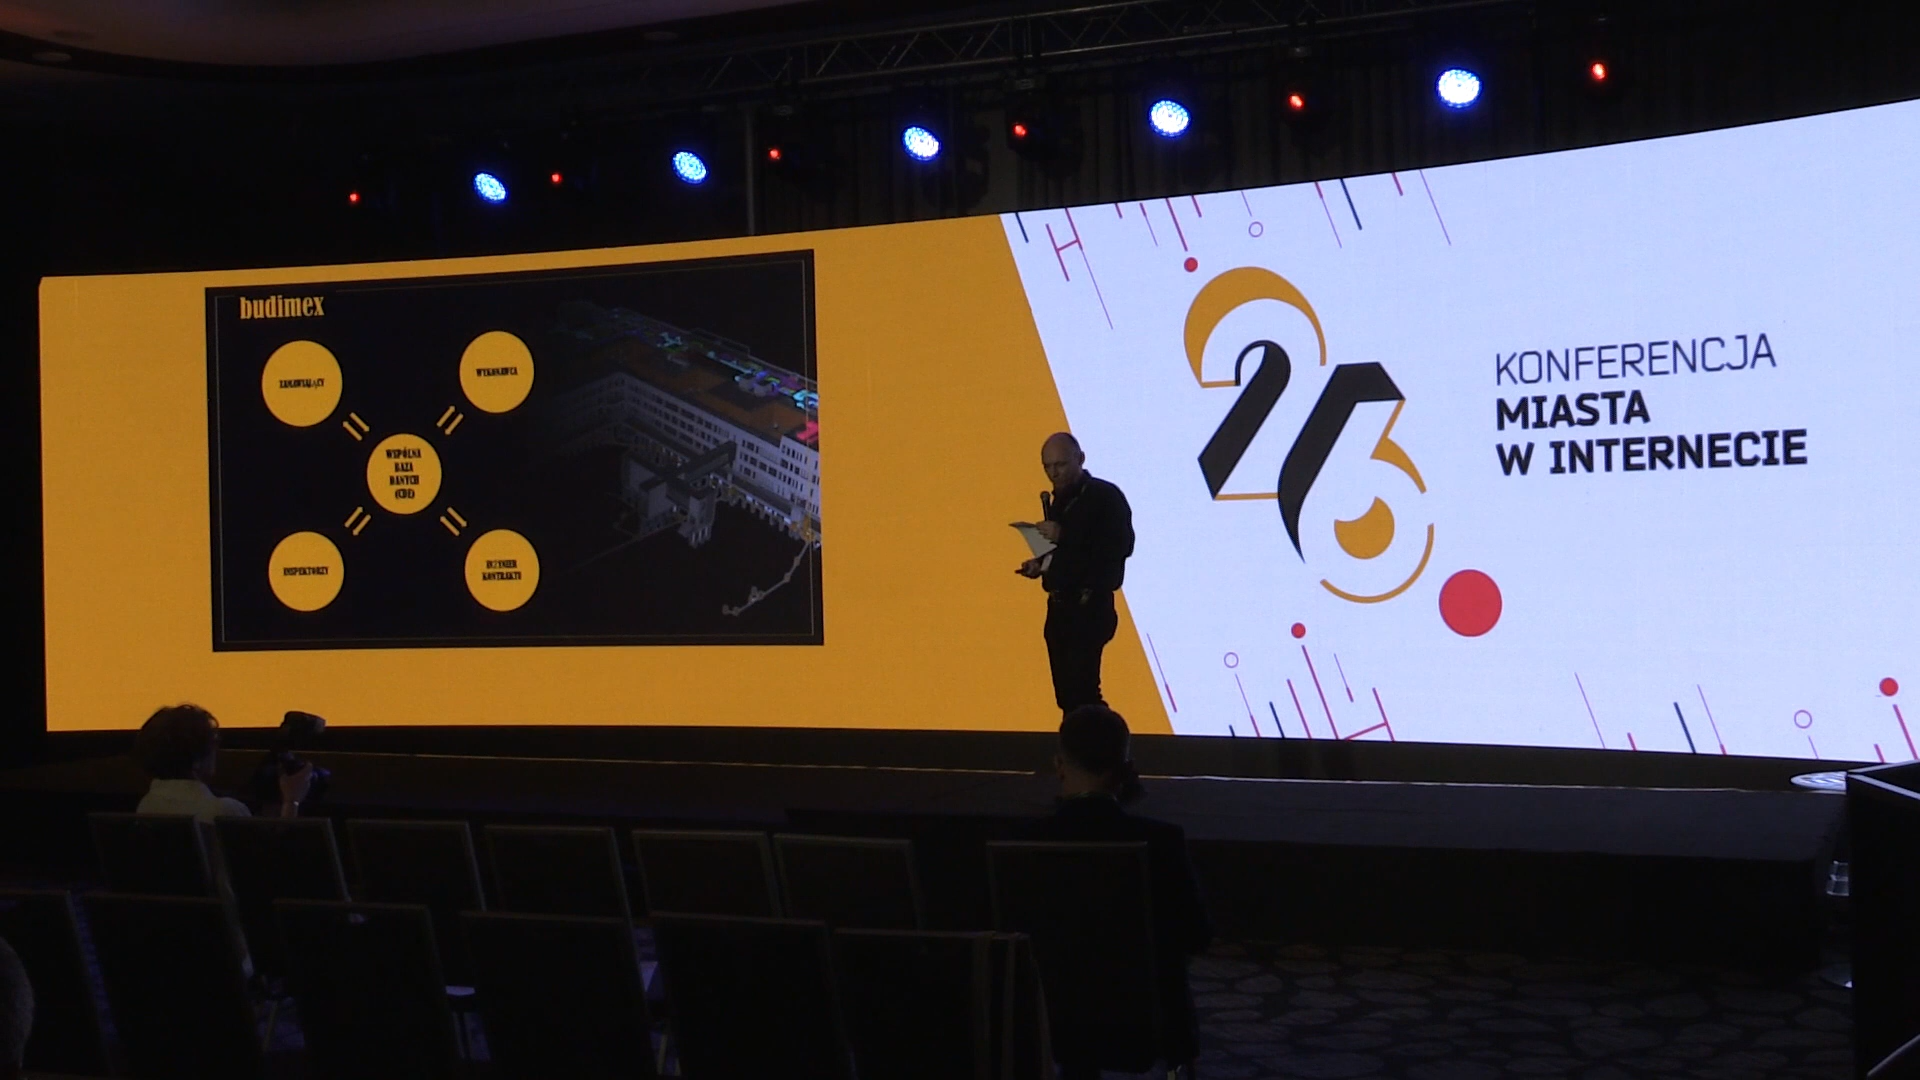 budimex
ZAMAWIAJĄCY
WYKONAWCA
WSPÓLNA
BAZA
DANYCH
(CDE)
INSPEKTORZY
INŻYNIER
KONTRAKTU
26
KONFERENCJA
MIASTA
W INTERNECIE